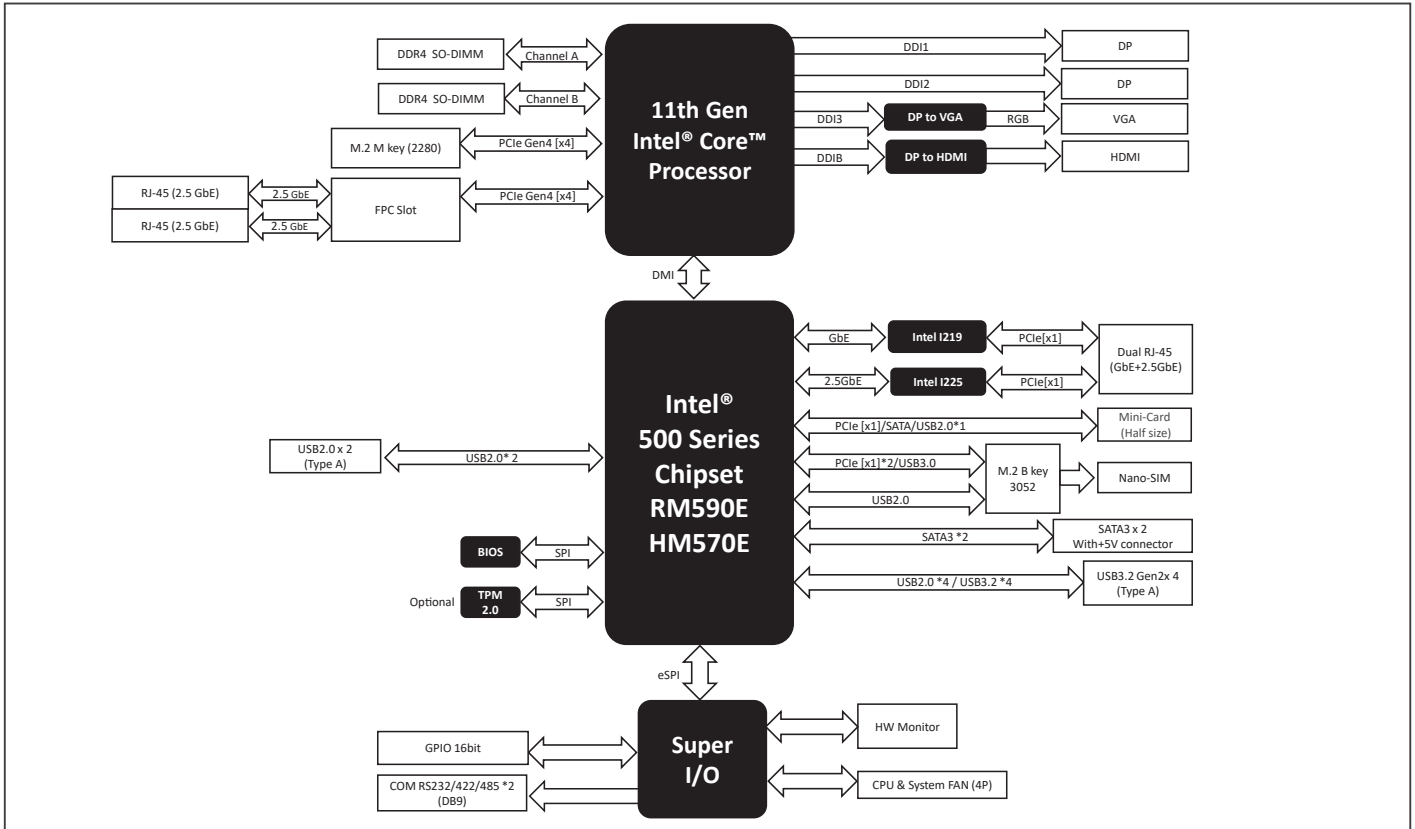 DDR4 SO-DIMM
Channel A
DDR4 SO-DIMM
Channel B
M.2 M key (2280)
PCIe Gen4 [x4]
RJ-45 (2.5 GbE)
2.5 GbE
RJ-45 (2.5 GbE)
2.5 GbE
FPC Slot
PCIe Gen4 [x4]
11th Gen
Intel® Core™
Processor
DDI1
DP
DDI2
DP
DDI3
DP to VGA
RGB
VGA
DDIB
DP to HDMI
HDMI
DMI
Intel®
500 Series
Chipset
RM590E
HM570E
GbE
Intel I219
PCIe[x1]
2.5GbE
Intel I225
PCIe[x1]
Dual RJ-45
(GbE+2.5GbE)
PCIe [x1]/SATA/USB2.0*1
Mini-Card
(Half size)
PCIe [x1]*2/USB3.0
USB2.0
M.2 B key
3052
Nano-SIM
SATA3 *2
SATA3 x 2
With+5V connector
USB2.0 *4 / USB3.2 *4
USB3.2 Gen2x 4
(Type A)
USB2.0 x 2
(Type A)
USB2.0* 2
BIOS
SPI
Optional
TPM
2.0
SPI
eSPI
Super
I/O
GPIO 16bit
COM RS232/422/485 *2
(DB9)
HW Monitor
CPU & System FAN (4P)